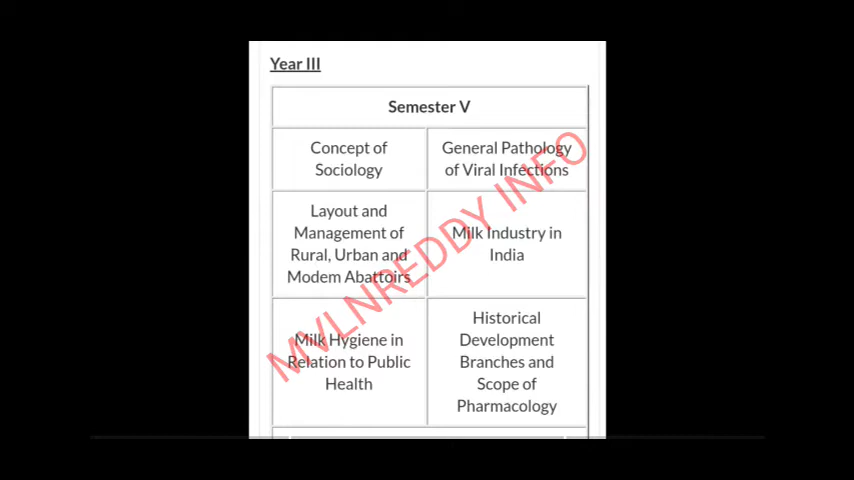 Year III
Semester V
Concept of
Sociology
General Pathology
of Viral Infections
Layout and
Management of
Rural, Urban and
Modem Abattoirs
Milk Industry in
India
Milk Hygiene in
Relation to Public
Health
Historical
Development
Branches and
Scope of
Pharmacology
MVLNREDDY INFO